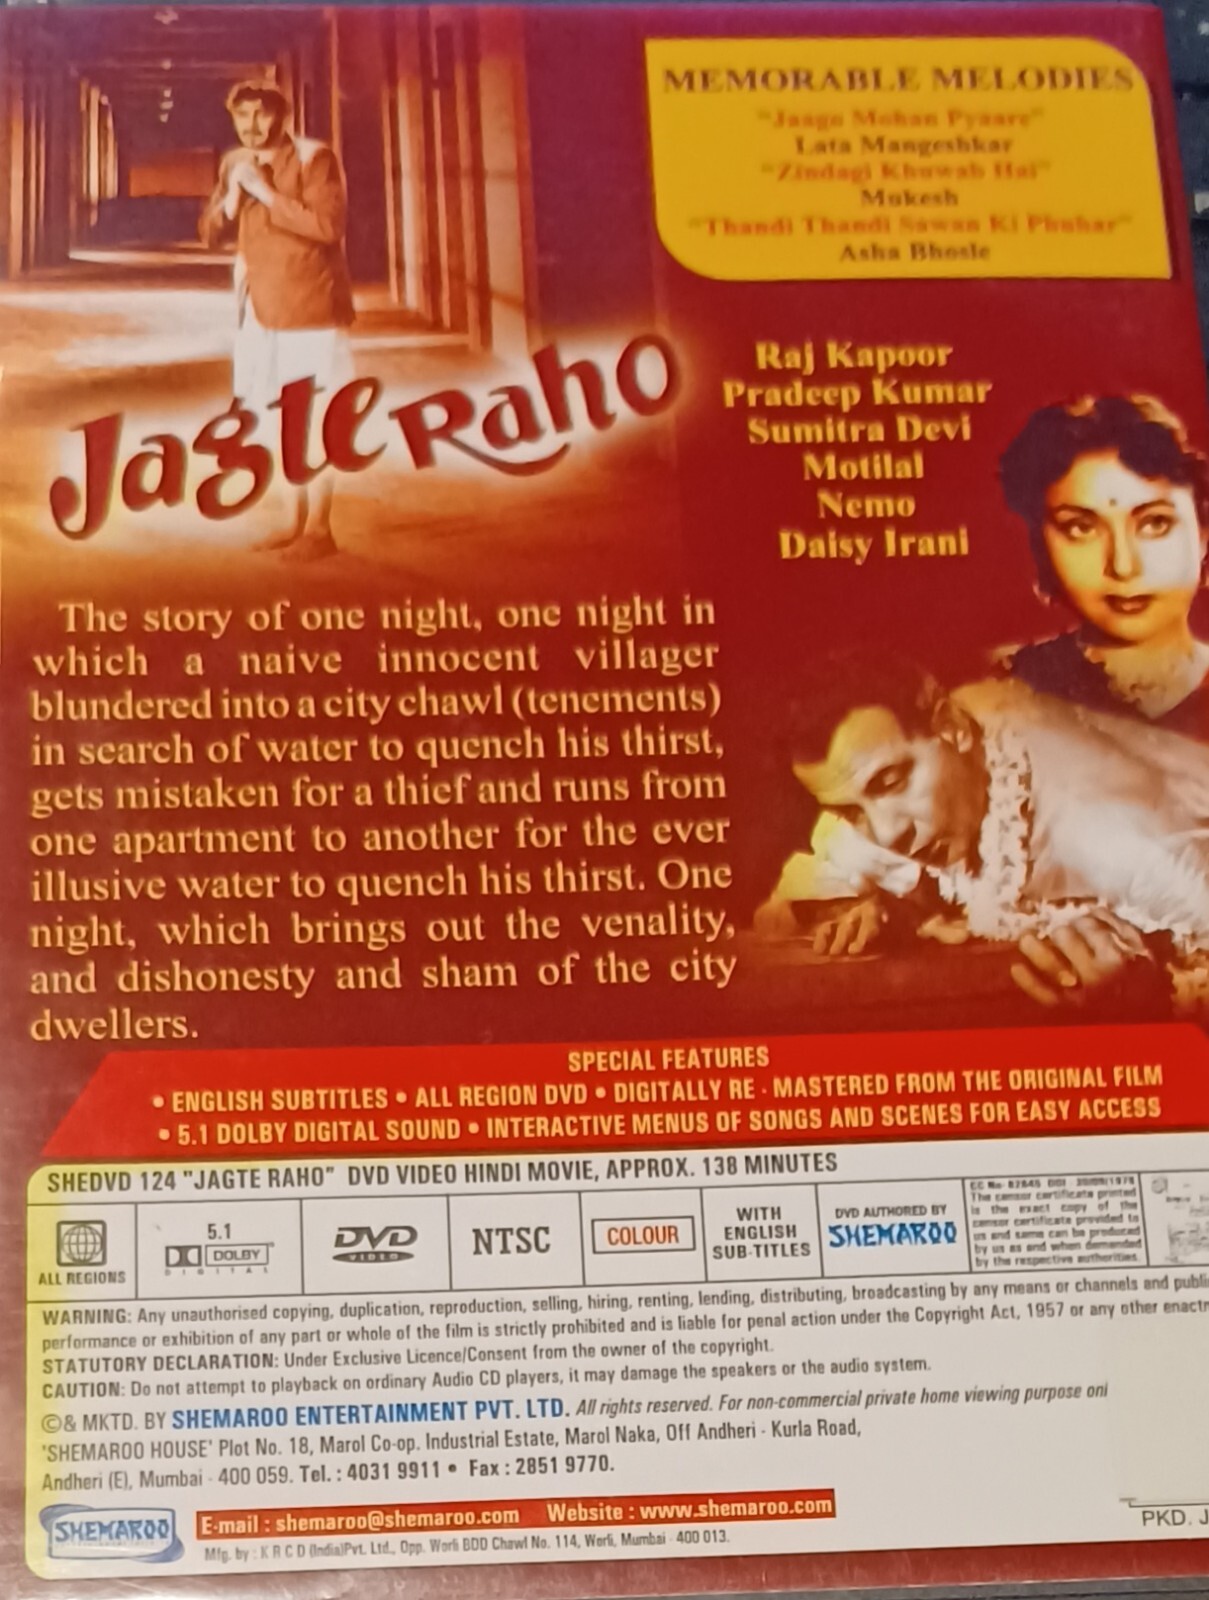 MEMORABLE MELODIES
"Jaago Mohan Pyaare"
Lata Mangeshkar
"Zindagi Khuwab Hai"
Mukesh
"Thandi Thandi Sawan Ki Phuhar"
Asha Bhosle
Jagte Raho
Raj Kapoor
Pradeep Kumar
Sumitra Devi
Motilal
Nemo
Daisy Irani
The story of one night, one night in
which a naive innocent villager
blundered into a city chawl (tenements)
in search of water to quench his thirst,
gets mistaken for a thief and runs from
one apartment to another for the ever
illusive water to quench his thirst. One
night, which brings out the venality,
and dishonesty and sham of the city
dwellers.
SPECIAL FEATURES
• ENGLISH SUBTITLES • ALL REGION DVD • DIGITALLY RE - MASTERED FROM THE ORIGINAL FILM
• 5.1 DOLBY DIGITAL SOUND • INTERACTIVE MENUS OF SONGS AND SCENES FOR EASY ACCESS
SHEDVD 124 "JAGTE RAHO" DVD VIDEO HINDI MOVIE, APPROX. 138 MINUTES
ALL REGIONS
5.1
DOLBY
DIGITAL
DVD
VIDEO
NTSC
COLOUR
WITH
ENGLISH
SUB-TITLES
DVD AUTHORED BY
SHEMAROO
CC No
The censor certificate printed
is the exact copy of the
censor certificate provided to
us and same can be produced
by us as and when demanded
by the respective authorities.
WARNING: Any unauthorised copying, duplication, reproduction, selling, hiring, renting, lending, distributing, broadcasting by any means or channels and publi
performance or exhibition of any part or whole of the film is strictly prohibited and is liable for penal action under the Copyright Act, 1957 or any other enactm
STATUTORY DECLARATION: Under Exclusive Licence/Consent from the owner of the copyright.
CAUTION: Do not attempt to playback on ordinary Audio CD players, it may damage the speakers or the audio system.
©& MKTD. BY SHEMAROO ENTERTAINMENT PVT. LTD. All rights reserved. For non-commercial private home viewing purpose onl
'SHEMAROO HOUSE' Plot No. 18, Marol Co-op. Industrial Estate, Marol Naka, Off Andheri - Kurla Road,
Andheri (E), Mumbai - 400 059. Tel. : 4031 9911 • Fax : 2851 9770.
SHEMAROO
E-mail : shemaroo@shemaroo.com Website : www.shemaroo.com
Mfg. by : K R C D (India)Pvt. Ltd., Opp. Worli BDD Chawl No. 114, Worli, Mumbai - 400 013.
PKD. J